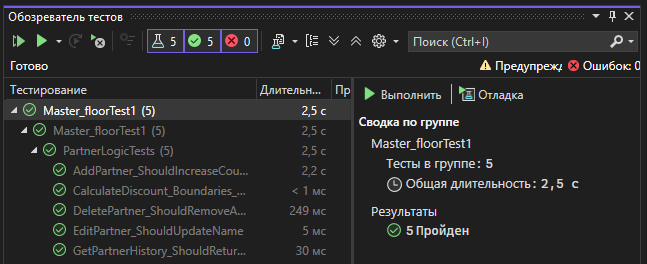 Обозреватель тестов
5 5 0 Поиск (Ctrl+I)
Готово Предупрежд Ошибок: 0
Тестирование Длительн... Пр
Master_floorTest1 (5) 2,5 с
Master_floorTest1 (5) 2,5 с
PartnerLogicTests (5) 2,5 с
AddPartner_ShouldIncreaseCou... 2,2 с
CalculateDiscount_Boundaries_... < 1 мс
DeletePartner_ShouldRemoveA... 249 мс
EditPartner_ShouldUpdateName 5 мс
GetPartnerHistory_ShouldRetur... 30 мс
Выполнить Отладка
Сводка по группе
Master_floorTest1
Тесты в группе: 5
Общая длительность: 2,5 с
Результаты
5 Пройден